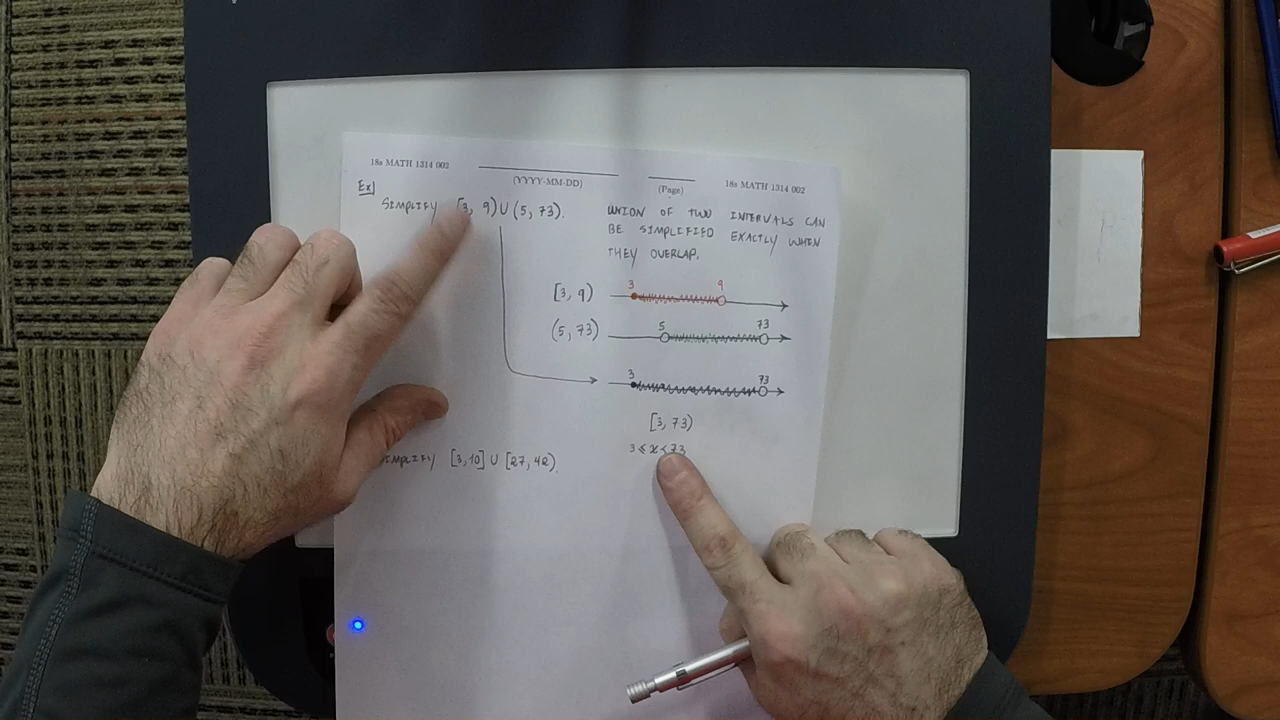 18s MATH 1314 002
(YYYY-MM-DD)
(Page)
18s MATH 1314 002
Ex
SIMPLIFY [3, 9) U (5, 73).
UNION OF TWO INTERVALS CAN
BE SIMPLIFIED EXACTLY WHEN
THEY OVERLAP.
[3, 9)
3
9
(5, 73)
5
73
3
73
[3, 73)
3 ≤ x < 73
[3, 10] U [27, 42).